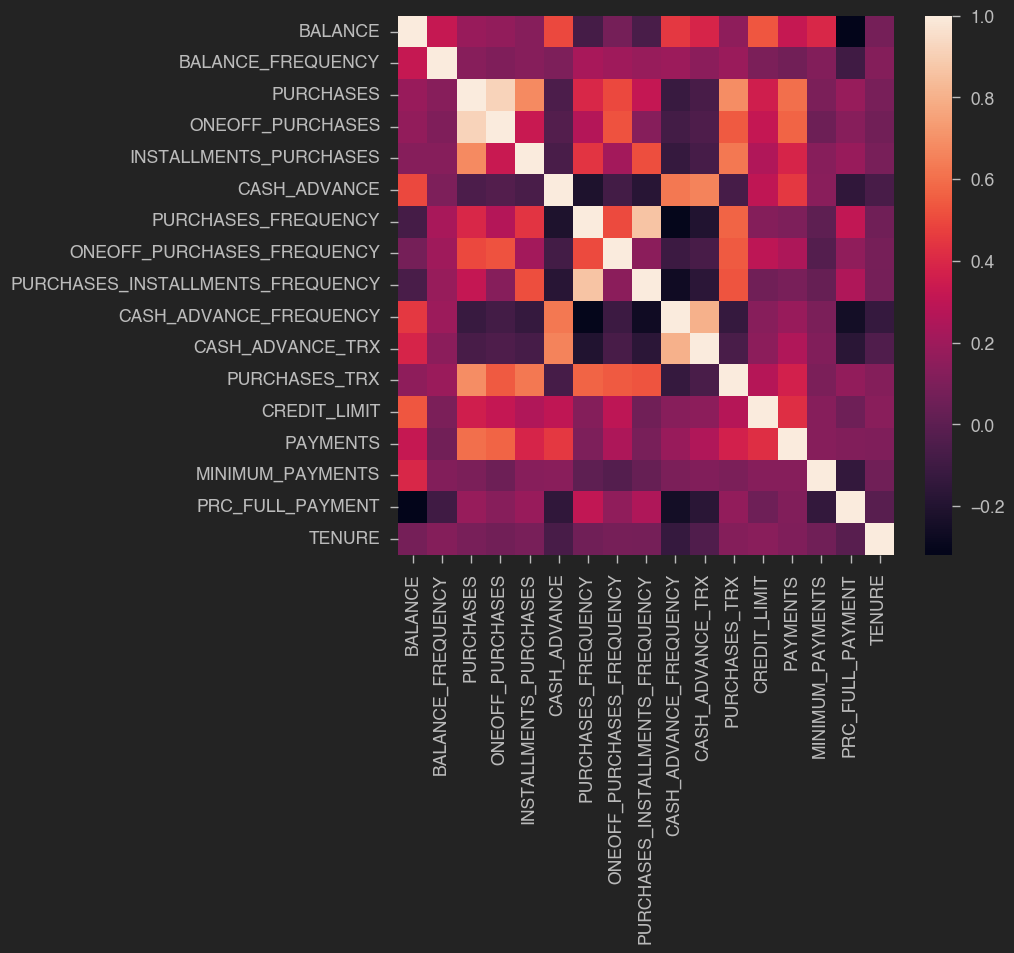 BALANCE
BALANCE_FREQUENCY
PURCHASES
ONEOFF_PURCHASES
INSTALLMENTS_PURCHASES
CASH_ADVANCE
PURCHASES_FREQUENCY
ONEOFF_PURCHASES_FREQUENCY
PURCHASES_INSTALLMENTS_FREQUENCY
CASH_ADVANCE_FREQUENCY
CASH_ADVANCE_TRX
PURCHASES_TRX
CREDIT_LIMIT
PAYMENTS
MINIMUM_PAYMENTS
PRC_FULL_PAYMENT
TENURE
BALANCE
BALANCE_FREQUENCY
PURCHASES
ONEOFF_PURCHASES
INSTALLMENTS_PURCHASES
CASH_ADVANCE
PURCHASES_FREQUENCY
ONEOFF_PURCHASES_FREQUENCY
PURCHASES_INSTALLMENTS_FREQUENCY
CASH_ADVANCE_FREQUENCY
CASH_ADVANCE_TRX
PURCHASES_TRX
CREDIT_LIMIT
PAYMENTS
MINIMUM_PAYMENTS
PRC_FULL_PAYMENT
TENURE
1.0
0.8
0.6
0.4
0.2
0.0
−0.2